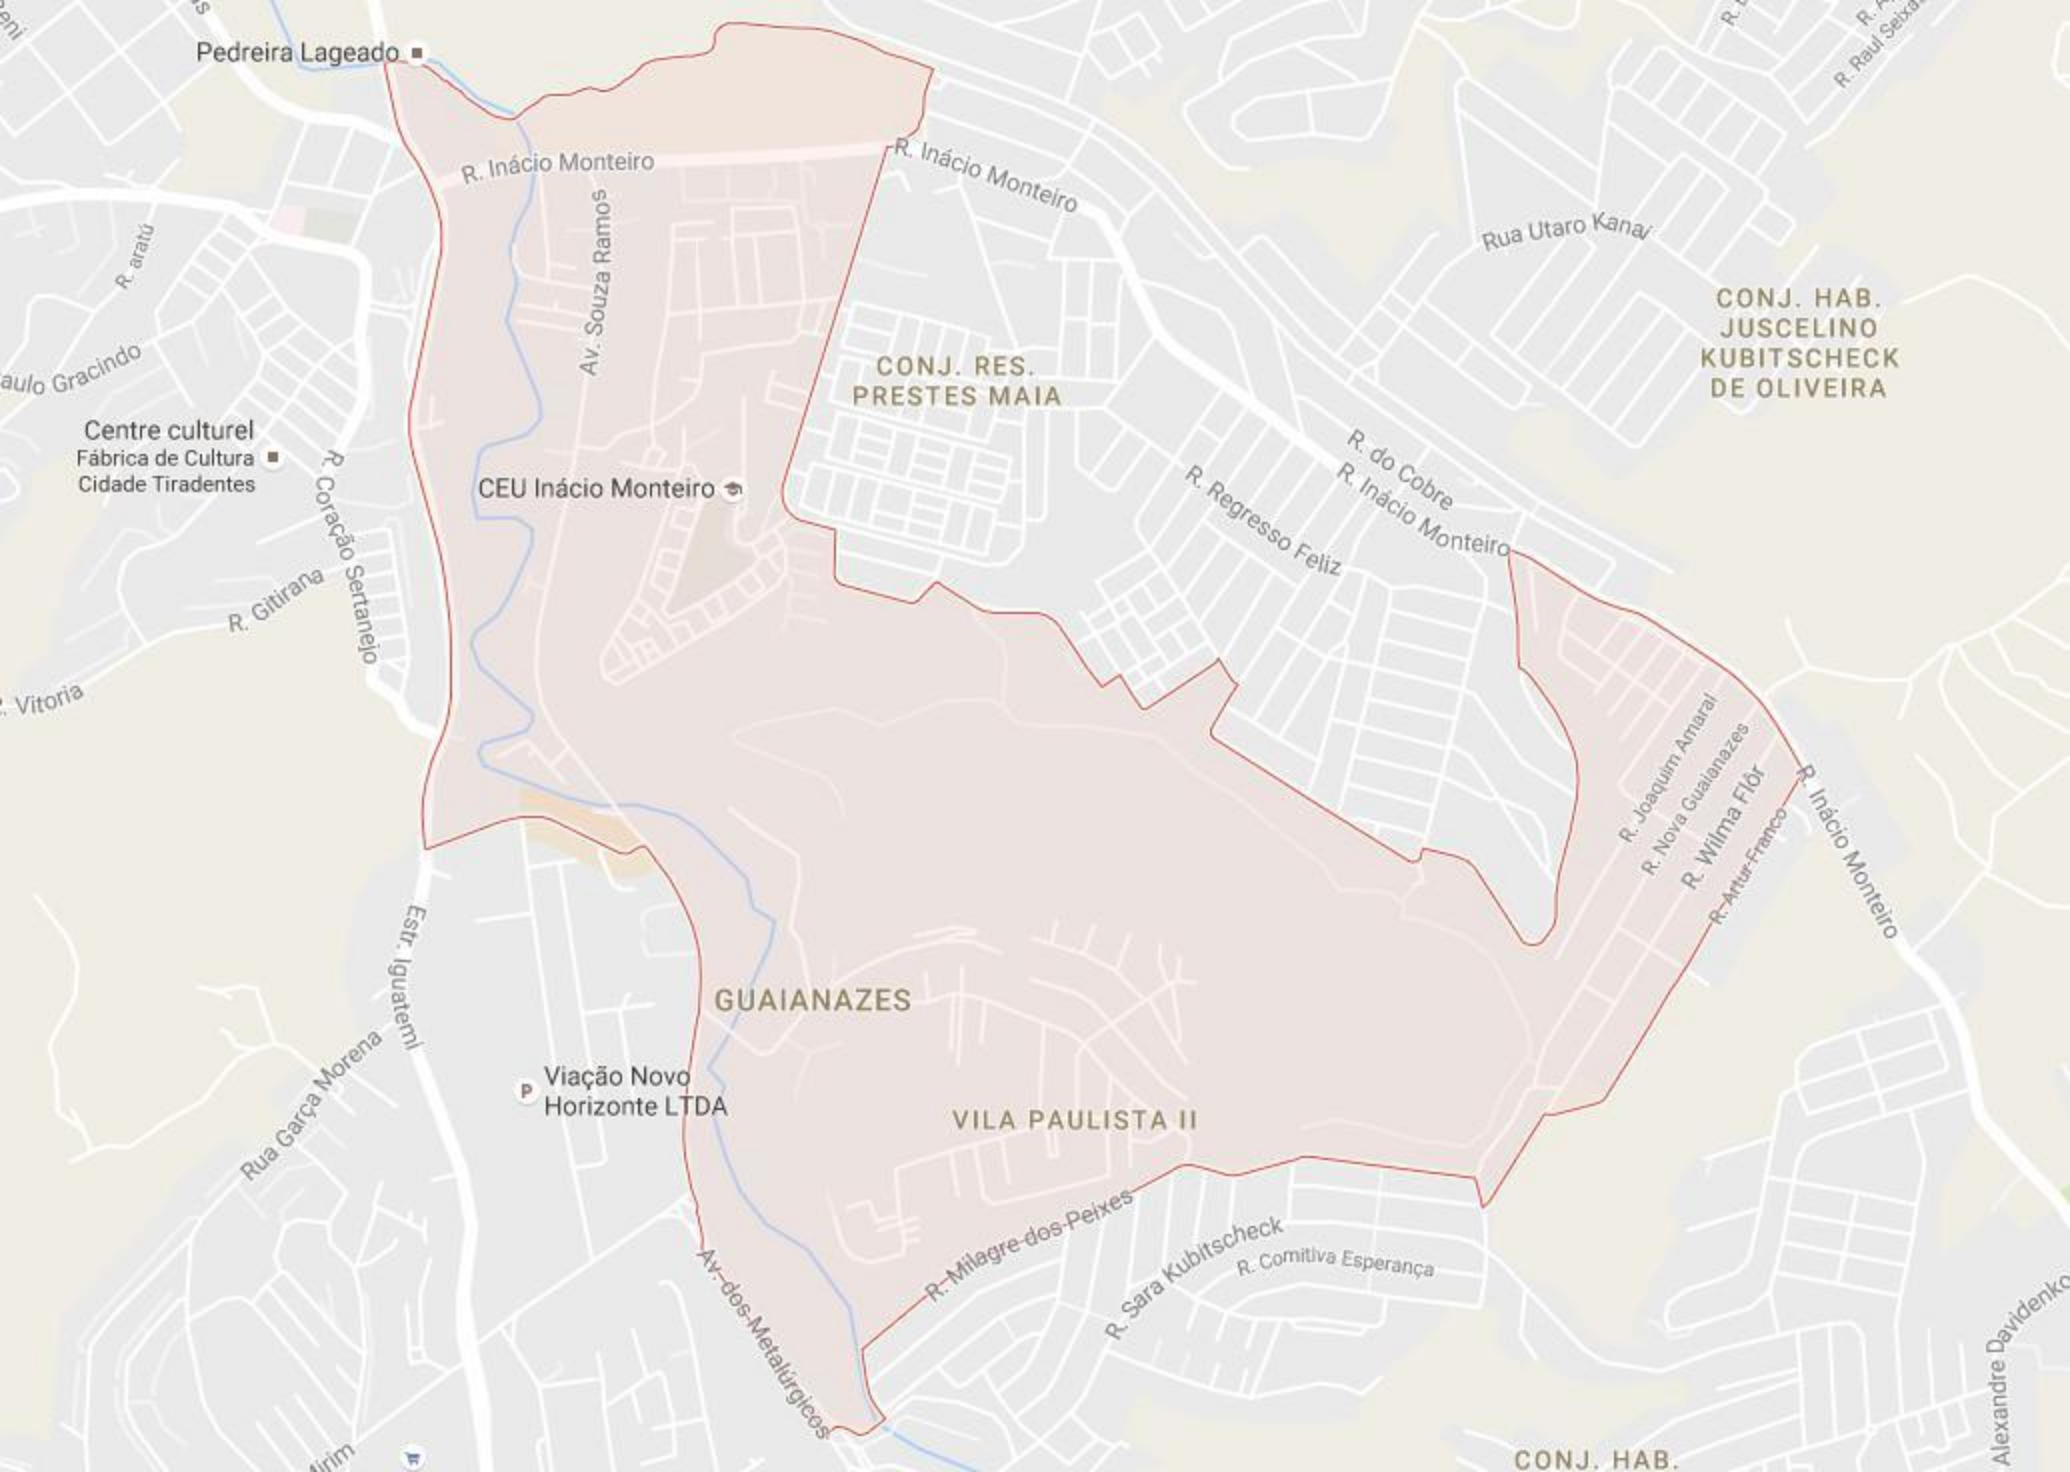 Pedreira Lageado
R. Inácio Monteiro
R. Inácio Monteiro
Av. Souza Ramos
R. aratú
aulo Gracindo
Centre culturel
Fábrica de Cultura
Cidade Tiradentes
R. Coração Sertanejo
R. Gitirana
Vitoria
CEU Inácio Monteiro
CONJ. RES.
PRESTES MAIA
R. Raul Seixas
Rua Utaro Kanai
CONJ. HAB.
JUSCELINO
KUBITSCHECK
DE OLIVEIRA
R. do Cobre
R. Inácio Monteiro
R. Regresso Feliz
R. Joaquim Amaral
R. Nova Guaianazes
R. Wilma Flôr
R. Artur Franco
R. Inácio Monteiro
Estr. Iguatemi
Rua Garça Morena
GUAIANAZES
Viação Novo
Horizonte LTDA
P
VILA PAULISTA II
R. Milagre dos Peixes
R. Sara Kubitscheck
R. Comitiva Esperança
Av. dos Metalúrgicos
Alexandre Davidenko
CONJ. HAB.